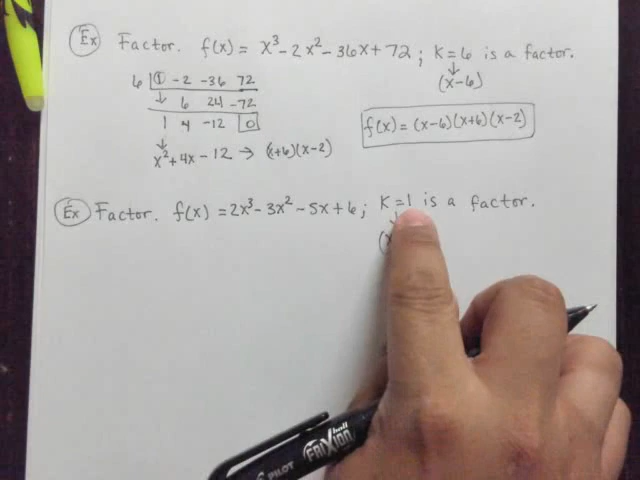 Ex Factor. f(x) = x³ - 2x² - 36x + 72 ; K = 6 is a factor.
↓
(x-6)
6 | 1 -2 -36 72
↓ 6 24 -72
1 4 -12 0
↓
x² + 4x - 12 → (x+6)(x-2)
f(x) = (x-6)(x+6)(x-2)
Ex Factor. f(x) = 2x³ - 3x² - 5x + 6 ; K = 1 is a factor.
↓
(x
PILOT FRIXION ball